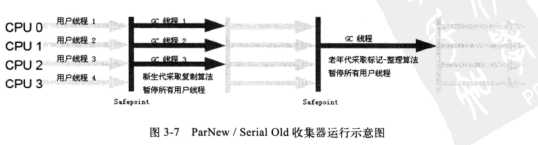 CPU 0
用户线程 1
GC 线程 1
CPU 1
用户线程 2
GC 线程 2
GC 线程
CPU 2
用户线程 3
GC 线程 3
老年代采取标记-整理算法
暂停所有用户线程
CPU 3
用户线程 4
新生代采取复制算法
暂停所有用户线程
Safepoint
Safepoint
图 3-7 ParNew / Serial Old 收集器运行示意图